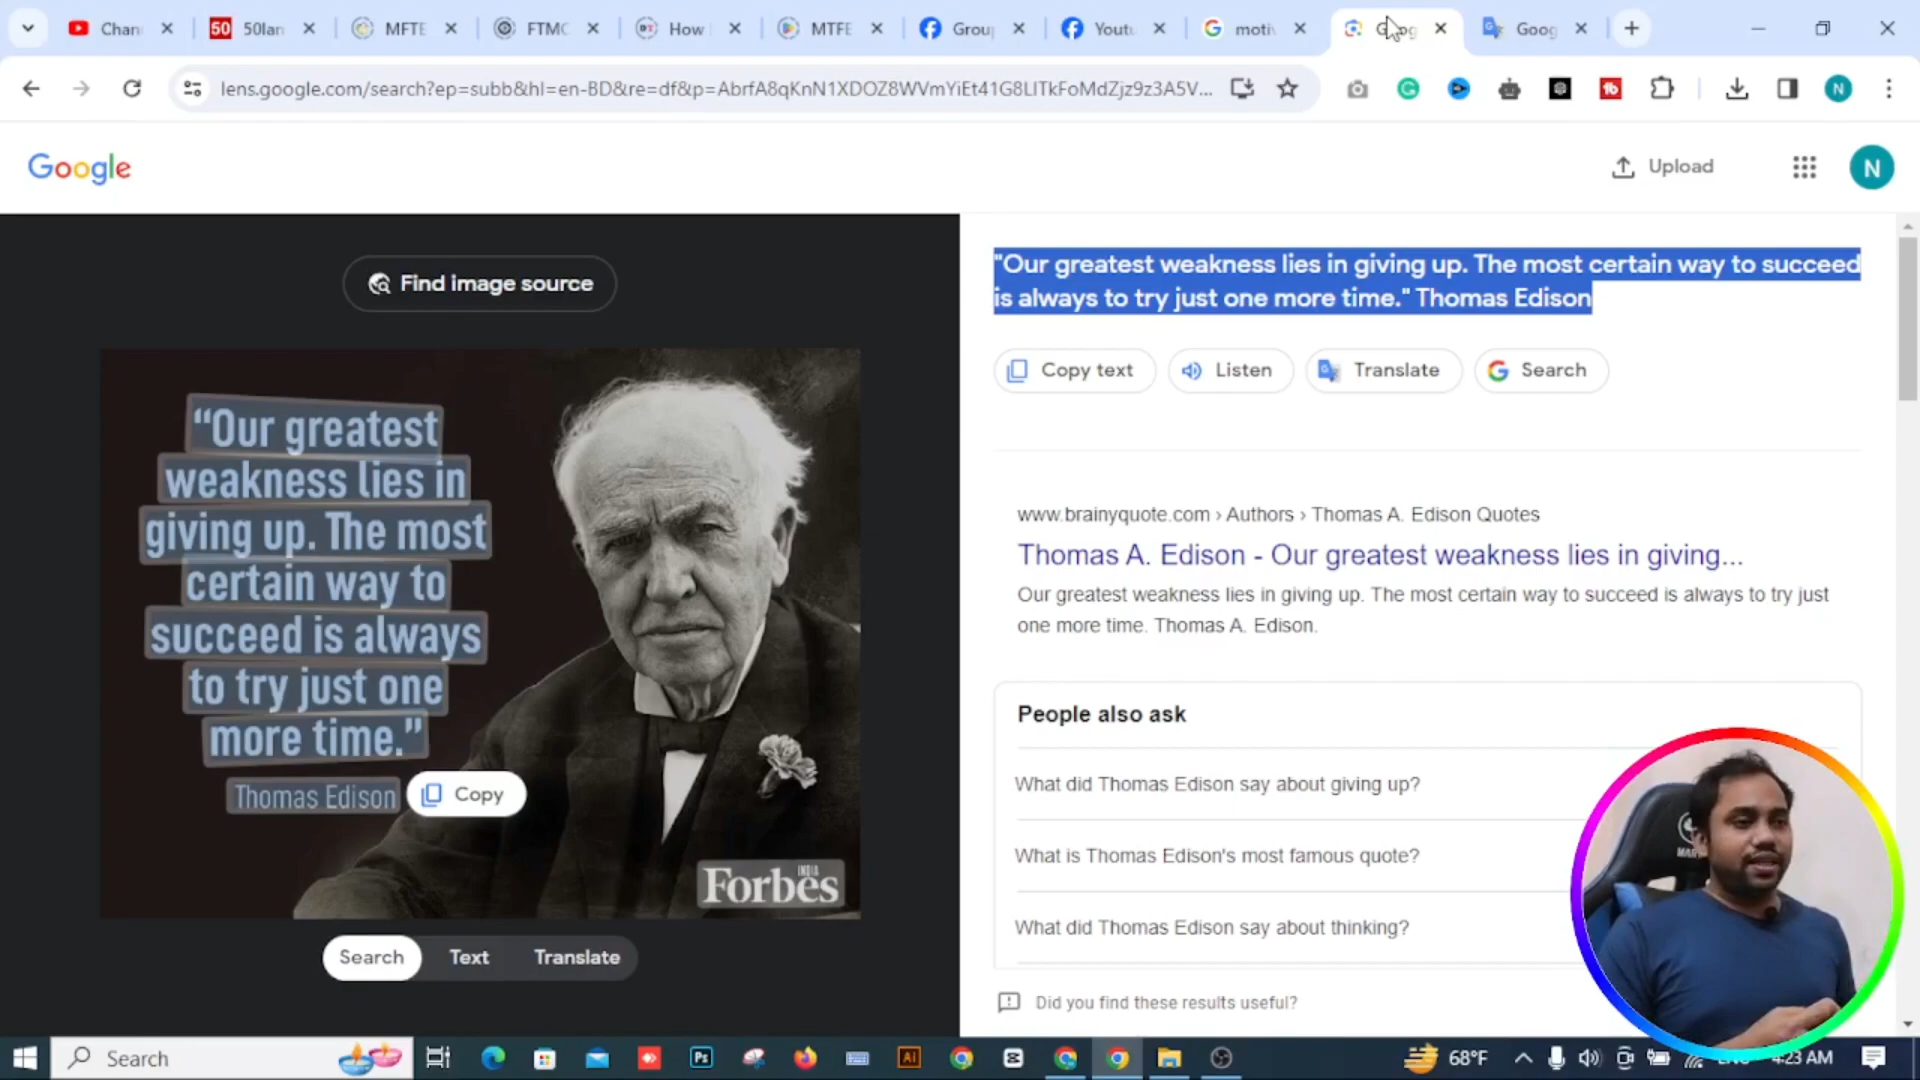 Chan
50lan
MFTE
FTMC
How
MTFE
Grou
Yout
motiv
Goog
Goog
lens.google.com/search?ep=subb&hl=en-BD&re=df&p=AbrfA8qKnN1XDOZ8WVmYiEt41G8LITkFoMdZjz9z3A5V...
Google
Upload
N
Find image source
"Our greatest weakness lies in giving up. The most certain way to succeed
is always to try just one more time." Thomas Edison
Copy text
Listen
Translate
Search
“Our greatest
weakness lies in
giving up. The most
certain way to
succeed is always
to try just one
more time.”
Thomas Edison
Copy
Forbes
INDIA
Search
Text
Translate
www.brainyquote.com › Authors › Thomas A. Edison Quotes
Thomas A. Edison - Our greatest weakness lies in giving...
Our greatest weakness lies in giving up. The most certain way to succeed is always to try just
one more time. Thomas A. Edison.
People also ask
What did Thomas Edison say about giving up?
What is Thomas Edison's most famous quote?
What did Thomas Edison say about thinking?
Did you find these results useful?
Search
Ps
Ai
68°F
4:23 AM